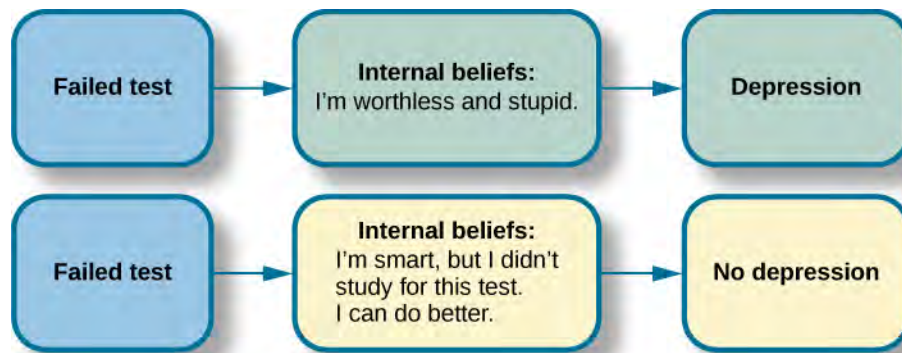 Failed test
Internal beliefs:
I'm worthless and stupid.
Depression
Failed test
Internal beliefs:
I'm smart, but I didn't
study for this test.
I can do better.
No depression